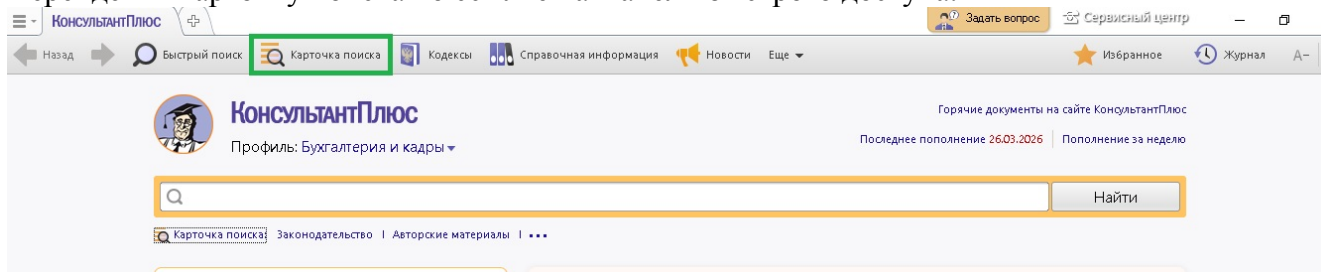 КонсультантПлюс
Задать вопрос Сервисный центр
Назад Быстрый поиск Карточка поиска Кодексы Справочная информация Новости Еще Избранное Журнал А-
КонсультантПлюс
Горячие документы на сайте КонсультантПлюс
Профиль: Бухгалтерия и кадры
Последнее пополнение 26.03.2026 Пополнение за неделю
Найти
Карточка поиска Законодательство Авторские материалы